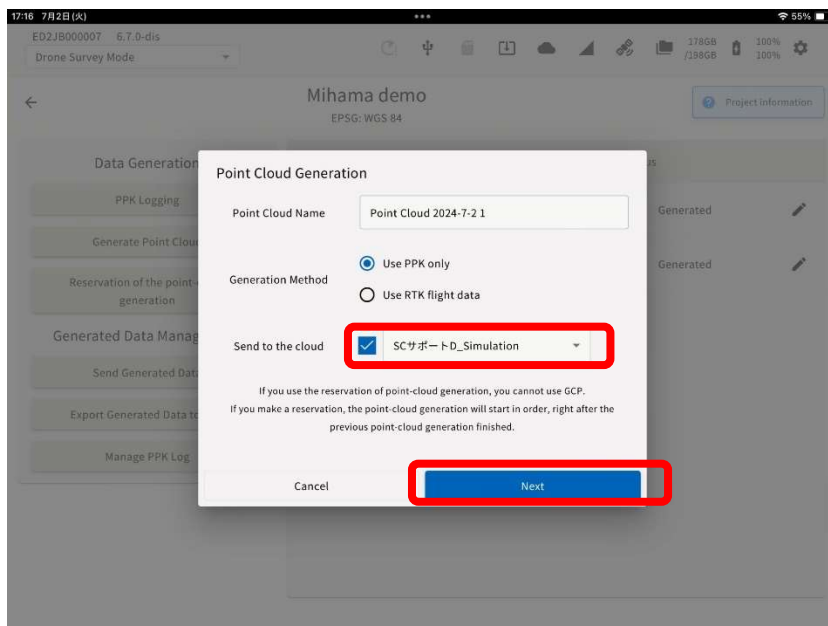 17:16 7月2日(火)
55%
ED2JB000007 6.7.0-dis
Drone Survey Mode
178GB
/198GB
100%
100%
Mihama demo
EPSG: WGS 84
Project information
Data Generation
PPK Logging
Generate Point Clou
Reservation of the point-
generation
Generated Data Manag
Send Generated Dat
Export Generated Data to
Manage PPK Log
us
Generated
Generated
Point Cloud Generation
Point Cloud Name
Point Cloud 2024-7-2 1
Generation Method
Use PPK only
Use RTK flight data
Send to the cloud
SCサポートD_Simulation
If you use the reservation of point-cloud generation, you cannot use GCP.
If you make a reservation, the point-cloud generation will start in order, right after the
previous point-cloud generation finished.
Cancel
Next